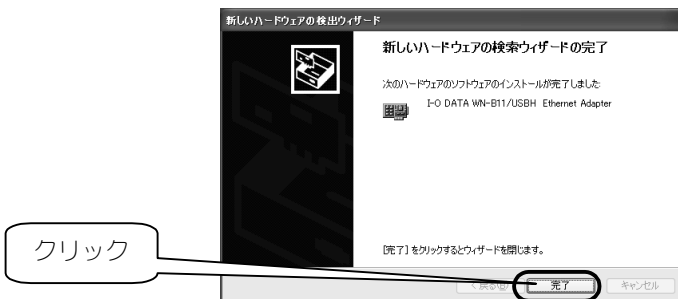 新しいハードウェアの検出ウィザード
新しいハードウェアの検索ウィザードの完了
次のハードウェアのソフトウェアのインストールが完了しました:
I-O DATA WN-B11/USBH Ethernet Adapter
[完了] をクリックするとウィザードを閉じます。
クリック
< 戻る(B) 完了 キャンセル